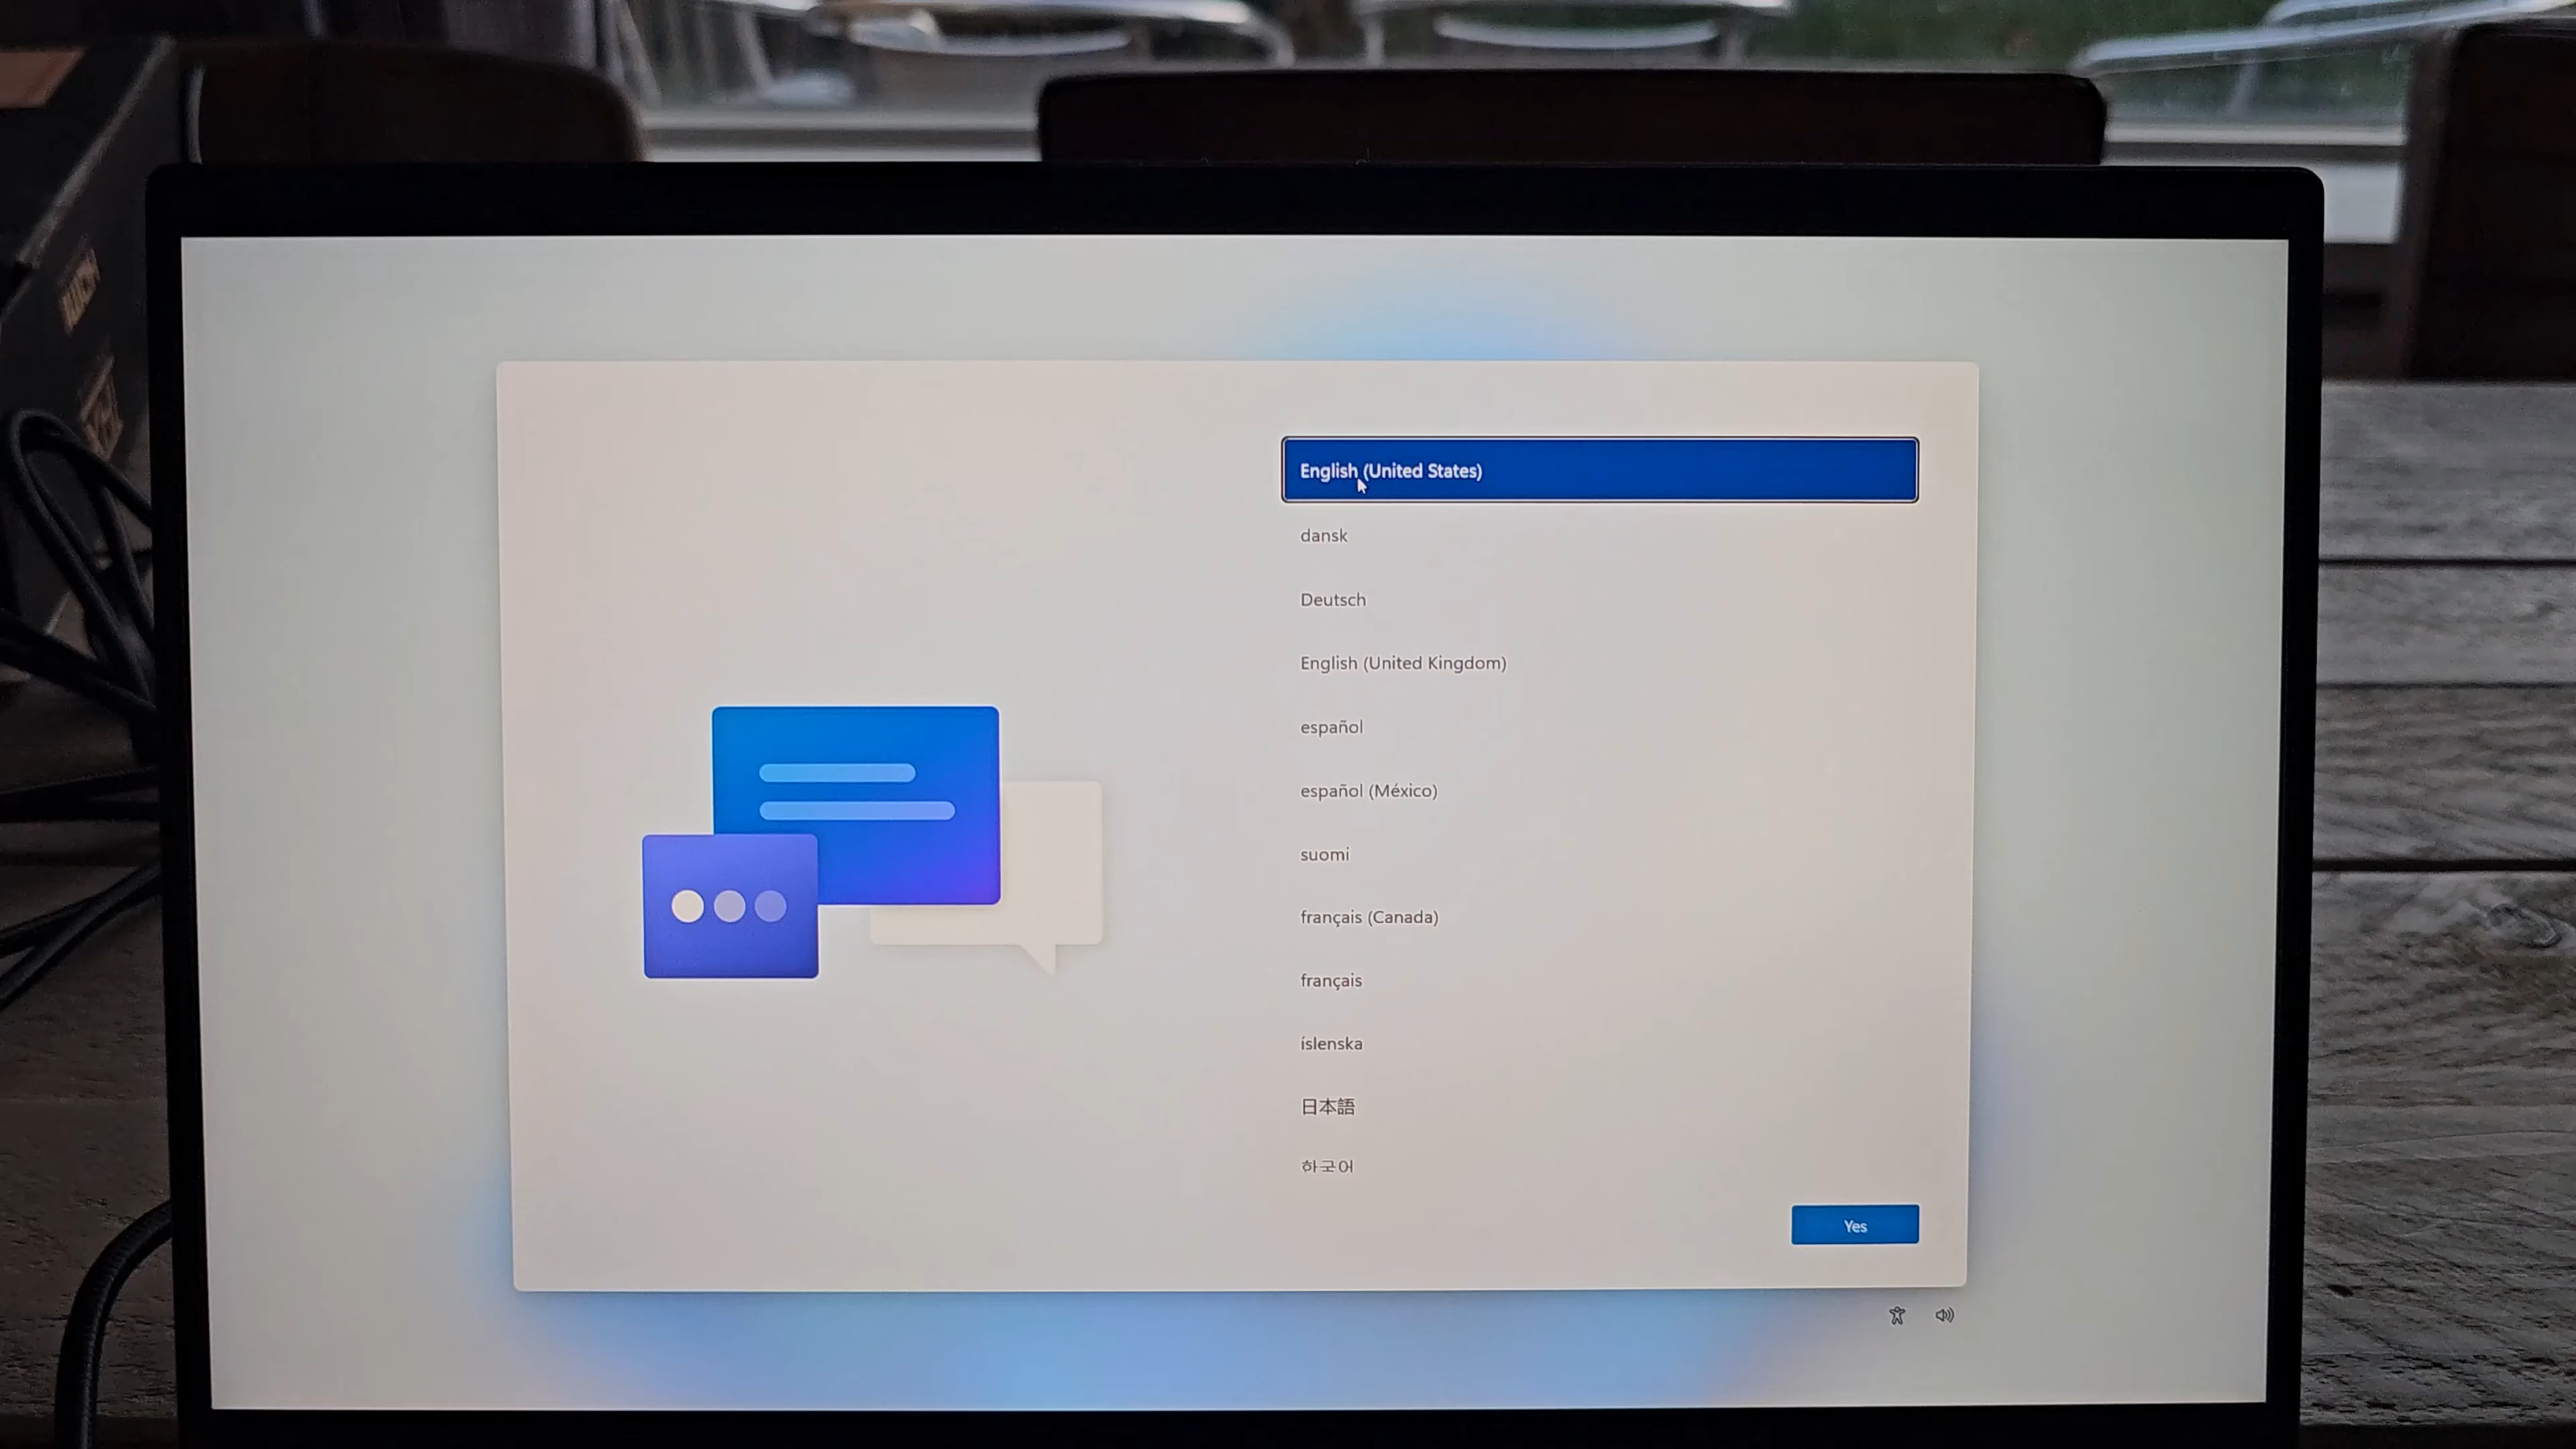 English (United States)
dansk
Deutsch
English (United Kingdom)
español
español (México)
suomi
français (Canada)
français
íslenska
日本語
한국어
Yes